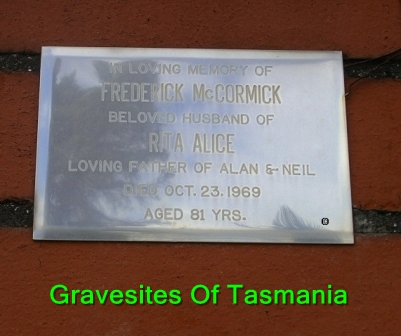 IN LOVING MEMORY OF
FREDERICK McCORMICK
BELOVED HUSBAND OF
RITA ALICE
LOVING FATHER OF ALAN & NEIL
DIED OCT. 23. 1969
AGED 81 YRS.
Gravesites Of Tasmania